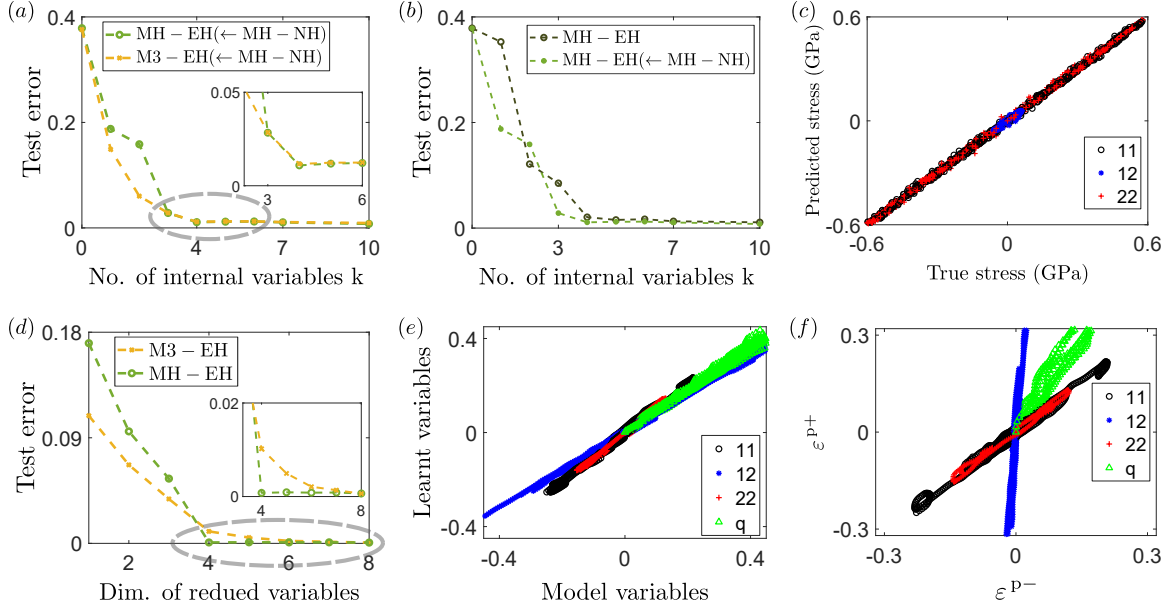 (a)
Test error
0.4
0.2
0
MH − EH(← MH − NH)
M3 − EH(← MH − NH)
0.05
0
3
6
0
4
7
10
No. of internal variables k
(b)
Test error
0.4
0.2
0
MH − EH
MH − EH(← MH − NH)
0
3
7
10
No. of internal variables k
(c)
Predicted stress (GPa)
0.6
0
-0.6
11
12
22
-0.6
0
0.6
True stress (GPa)
(d)
Test error
0.18
0.09
0
M3 − EH
MH − EH
0.02
0
4
8
2
4
6
8
Dim. of redued variables
(e)
Learnt variables
0.4
0
-0.4
11
12
22
q
-0.4
0
0.4
Model variables
(f)
ε p+
0.3
0
-0.3
11
12
22
q
-0.3
0
0.3
ε p−